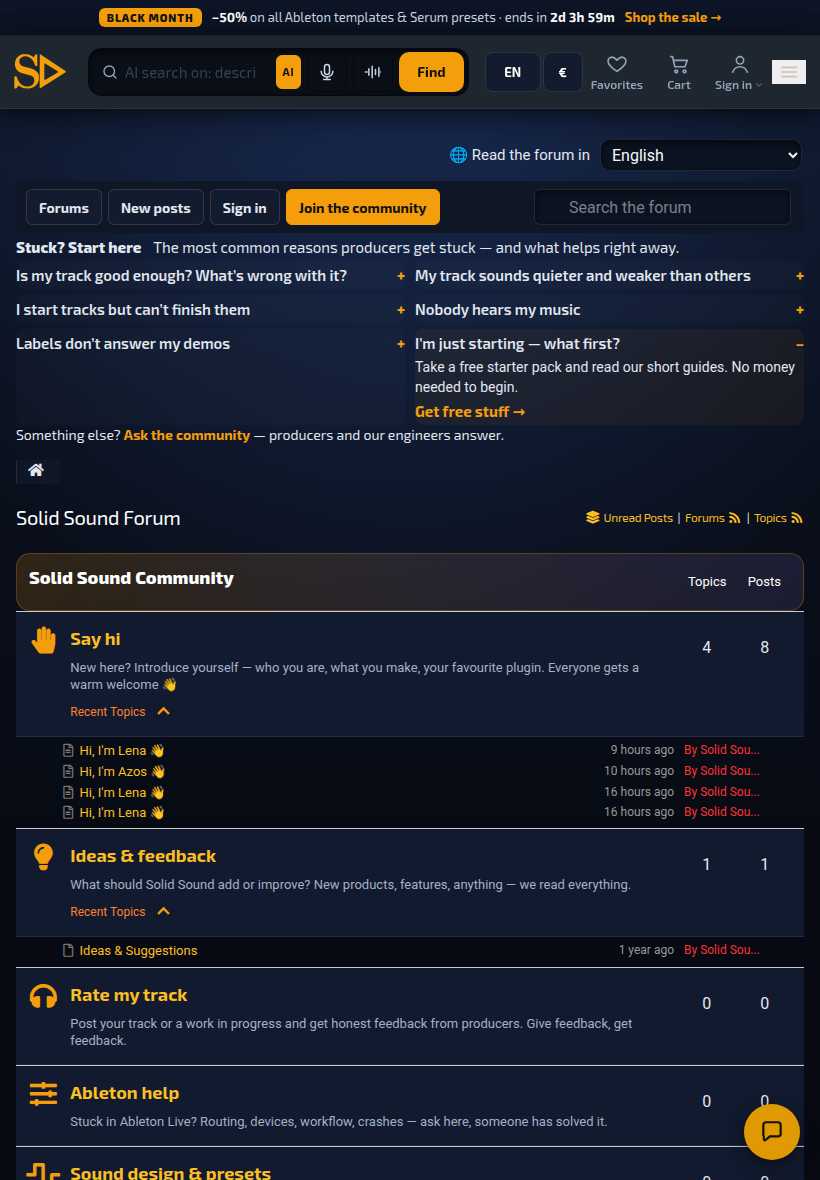 BLACK MONTH −50% on all Ableton templates & Serum presets · ends in 2d 3h 59m Shop the sale →
AI search on: descri AI Find EN € Favorites Cart Sign in
Read the forum in English
Forums New posts Sign in Join the community Search the forum
Stuck? Start here The most common reasons producers get stuck — and what helps right away.
Is my track good enough? What's wrong with it? + My track sounds quieter and weaker than others +
I start tracks but can't finish them + Nobody hears my music +
Labels don't answer my demos + I'm just starting — what first? –
Take a free starter pack and read our short guides. No money
needed to begin.
Get free stuff →
Something else? Ask the community — producers and our engineers answer.
Solid Sound Forum Unread Posts | Forums | Topics
Solid Sound Community Topics Posts
Say hi 4 8
New here? Introduce yourself — who you are, what you make, your favourite plugin. Everyone gets a
warm welcome 👋
Recent Topics
Hi, I'm Lena 👋 9 hours ago By Solid Sou...
Hi, I'm Azos 👋 10 hours ago By Solid Sou...
Hi, I'm Lena 👋 16 hours ago By Solid Sou...
Hi, I'm Lena 👋 16 hours ago By Solid Sou...
Ideas & feedback 1 1
What should Solid Sound add or improve? New products, features, anything — we read everything.
Recent Topics
Ideas & Suggestions 1 year ago By Solid Sou...
Rate my track 0 0
Post your track or a work in progress and get honest feedback from producers. Give feedback, get
feedback.
Ableton help 0 0
Stuck in Ableton Live? Routing, devices, workflow, crashes — ask here, someone has solved it.
Sound design & presets